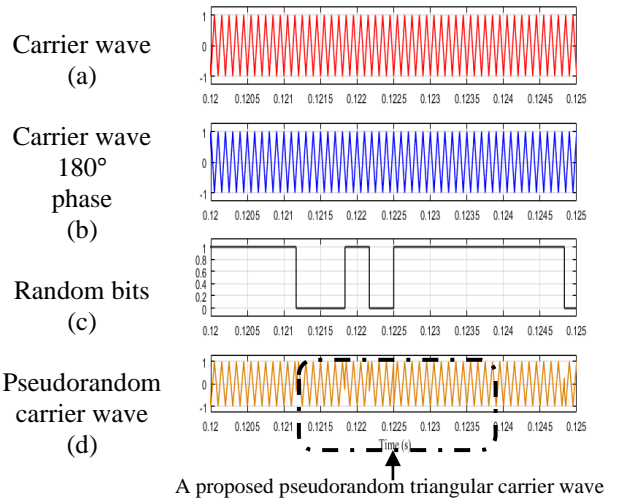 Carrier wave
(a)
1
0
-1
0.12 0.1205 0.121 0.1215 0.122 0.1225 0.123 0.1235 0.124 0.1245 0.125
Carrier wave
180°
phase
(b)
1
0
-1
0.12 0.1205 0.121 0.1215 0.122 0.1225 0.123 0.1235 0.124 0.1245 0.125
Random bits
(c)
1
0.8
0.6
0.4
0.2
0
0.12 0.1205 0.121 0.1215 0.122 0.1225 0.123 0.1235 0.124 0.1245 0.125
Pseudorandom
carrier wave
(d)
1
0
-1
0.12 0.1205 0.121 0.1215 0.122 0.1225 0.123 0.1235 0.124 0.1245 0.125
Time (s)
A proposed pseudorandom triangular carrier wave